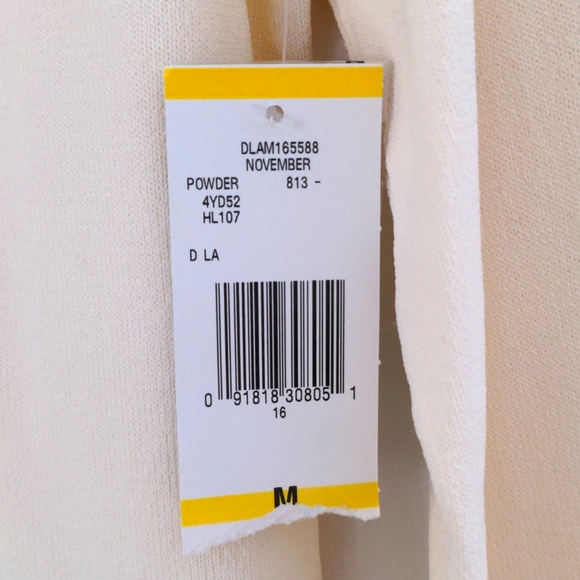 DLAM165588
NOVEMBER
POWDER 813 -
4YD52
HL107
D LA
0 91818 30805 1
16
M